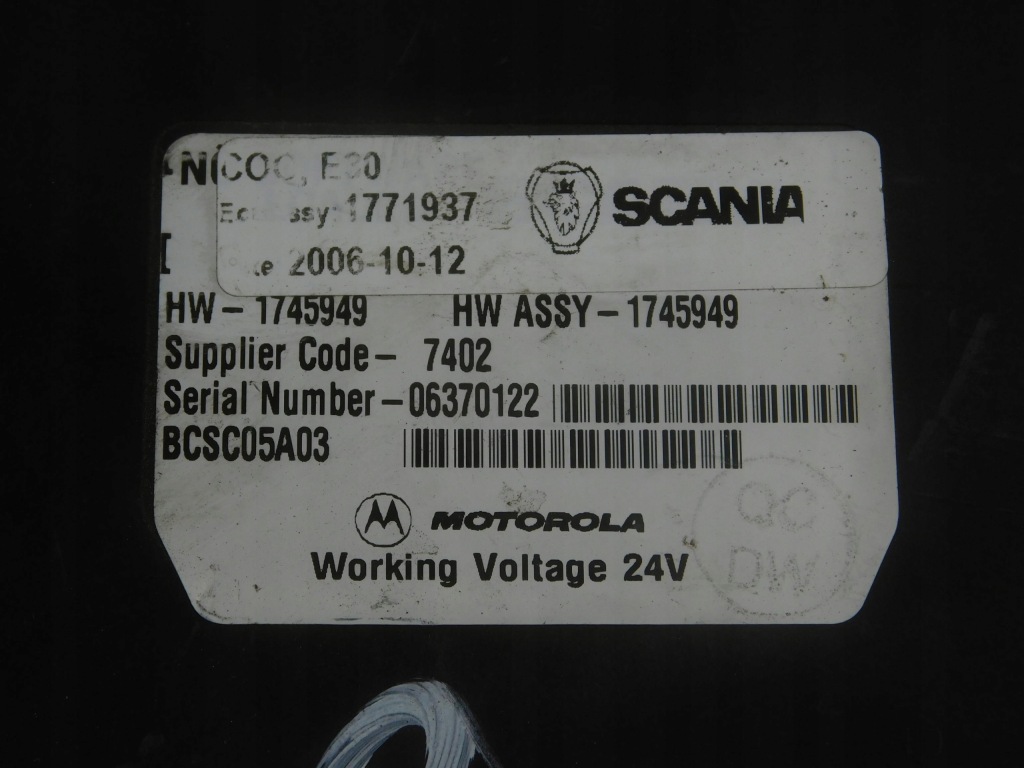 COO, E30
SCANIA
1771937
2006-10-12
HW - 1745949 HW ASSY - 1745949
Supplier Code - 7402
Serial Number - 06370122
BCSC05A03
M MOTOROLA
QC
DW
Working Voltage 24V